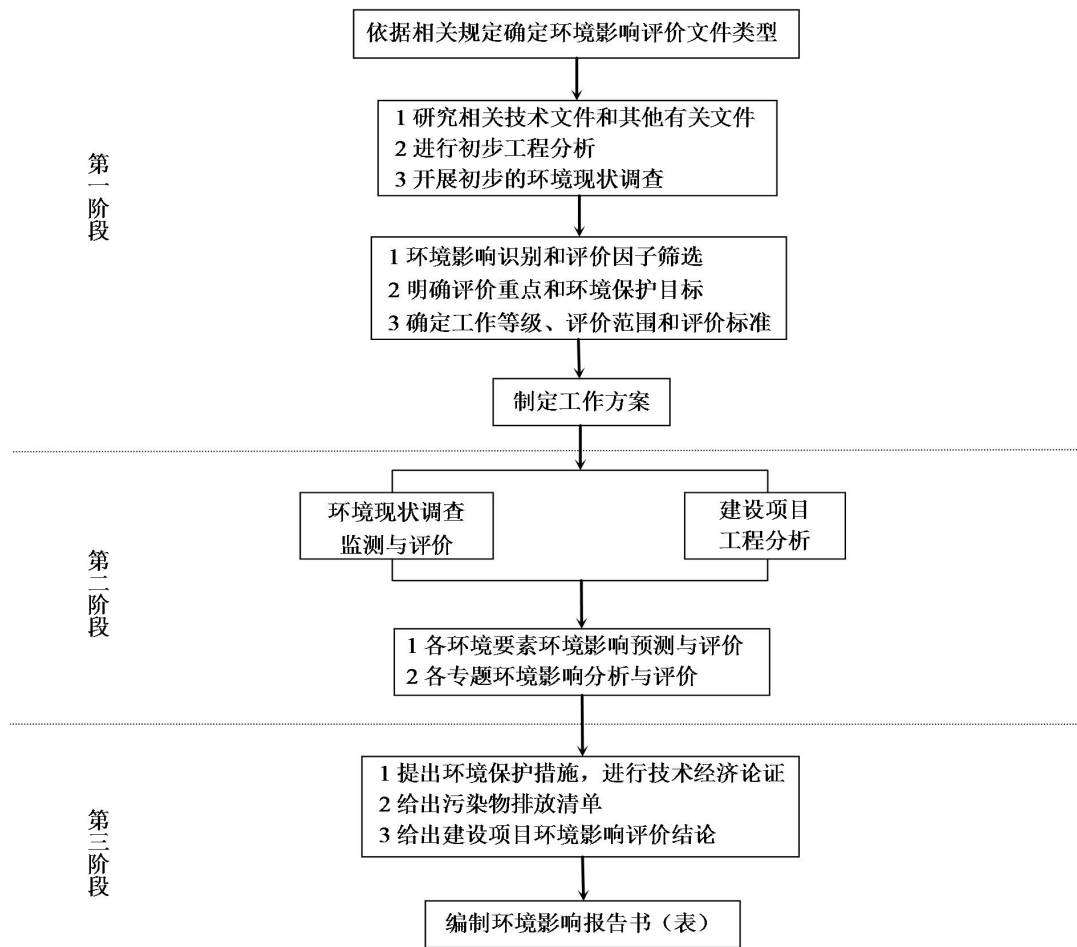 依据相关规定确定环境影响评价文件类型
1 研究相关技术文件和其他有关文件
2 进行初步工程分析
3 开展初步的环境现状调查
第一阶段
1 环境影响识别和评价因子筛选
2 明确评价重点和环境保护目标
3 确定工作等级、评价范围和评价标准
制定工作方案
环境现状调查
监测与评价
建设项目
工程分析
第二阶段
1 各环境要素环境影响预测与评价
2 各专题环境影响分析与评价
1 提出环境保护措施，进行技术经济论证
2 给出污染物排放清单
3 给出建设项目环境影响评价结论
第三阶段
编制环境影响报告书（表）